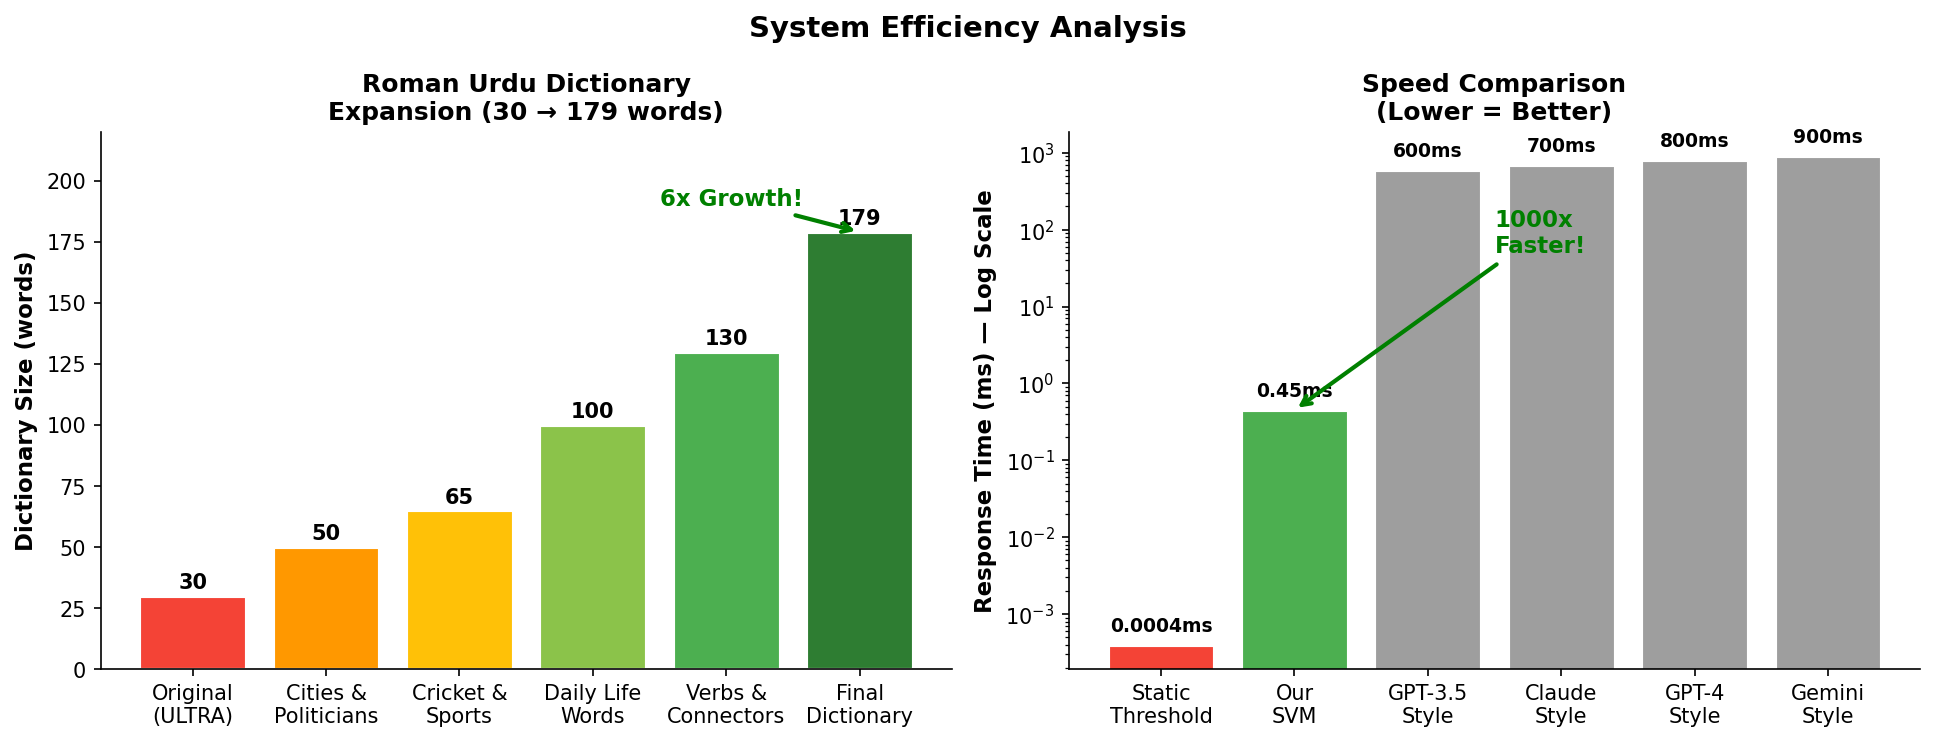 System Efficiency Analysis
Roman Urdu Dictionary
Expansion (30 → 179 words)
Dictionary Size (words)
200
175
150
125
100
75
50
25
0
6x Growth!
30
50
65
100
130
179
Original
(ULTRA)
Cities &
Politicians
Cricket &
Sports
Daily Life
Words
Verbs &
Connectors
Final
Dictionary
Speed Comparison
(Lower = Better)
Response Time (ms) — Log Scale
10³
10²
10¹
10⁰
10⁻¹
10⁻²
10⁻³
0.0004ms
0.45ms
600ms
700ms
800ms
900ms
1000x
Faster!
Static
Threshold
Our
SVM
GPT-3.5
Style
Claude
Style
GPT-4
Style
Gemini
Style